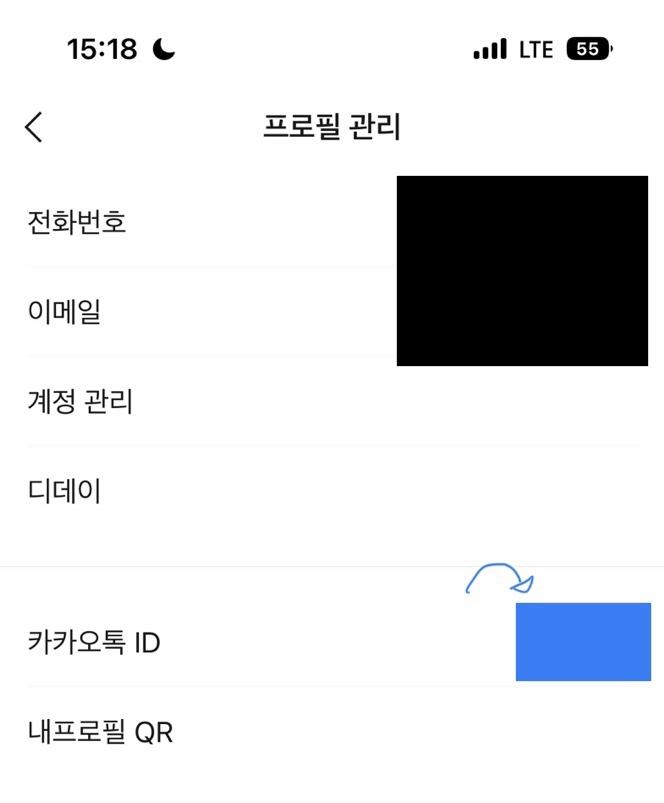 15:18 LTE 55
프로필 관리
전화번호
이메일
계정 관리
디데이
카카오톡 ID
내프로필 QR